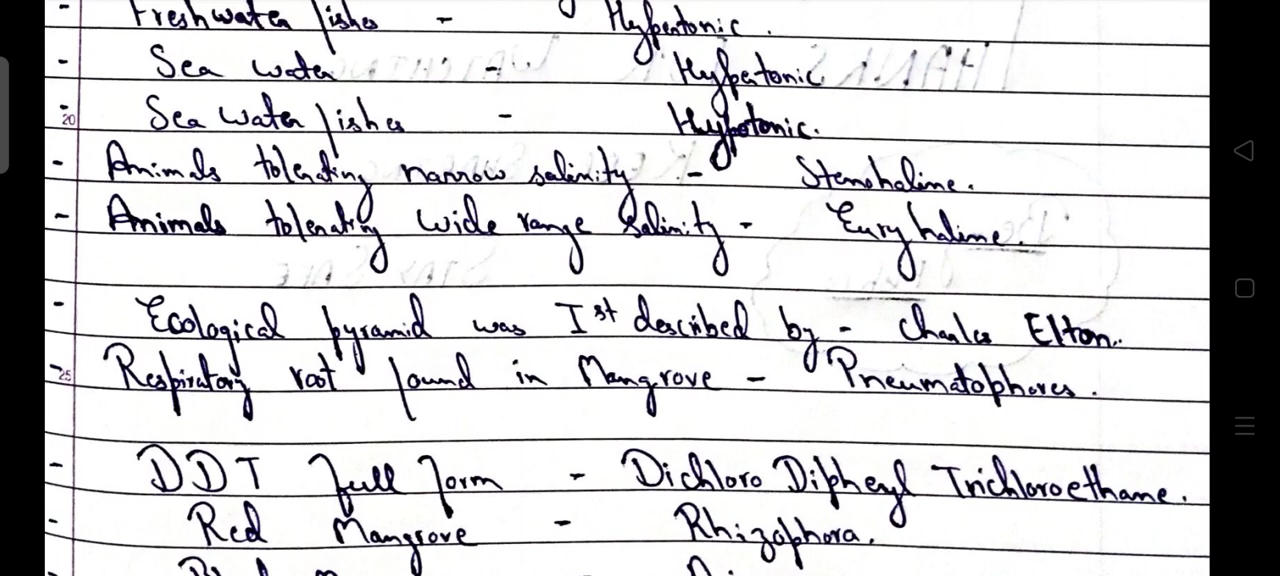 - Freshwater fishes - Hypertonic.
- Sea water - Hypertonic
20
- Sea water fishes - Hypotonic.
- Animals tolerating narrow salinity - Stenohaline.
- Animals tolerating wide range salinity - Euryhaline.
- Ecological pyramid was Ist described by - Charles Elton.
25
- Respiratory root found in Mangrove - Pneumatophores.
- DDT full form - Dichloro Diphenyl Trichloroethane.
- Red Mangrove - Rhizophora.